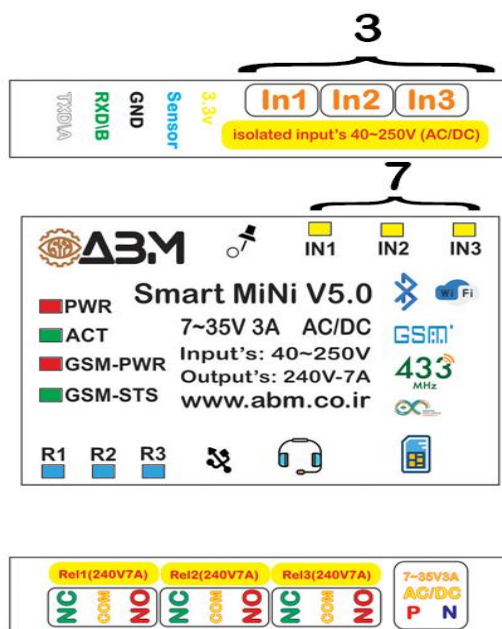 3
TXD\A RXD\B GND Sensor 3.3v In1 In2 In3
isolated input's 40~250V (AC/DC)
7
ABM IN1 IN2 IN3
Smart MiNi V5.0 Wi Fi
PWR
7~35V 3A AC/DC GSM
ACT
Input's: 40~250V 433
GSM-PWR
Output's: 240V-7A MHz
GSM-STS
www.abm.co.ir
R1 R2 R3
Rel1(240V7A) Rel2(240V7A) Rel3(240V7A)
NC COM NO NC COM NO NC COM NO
7~35V3A
AC/DC
P N